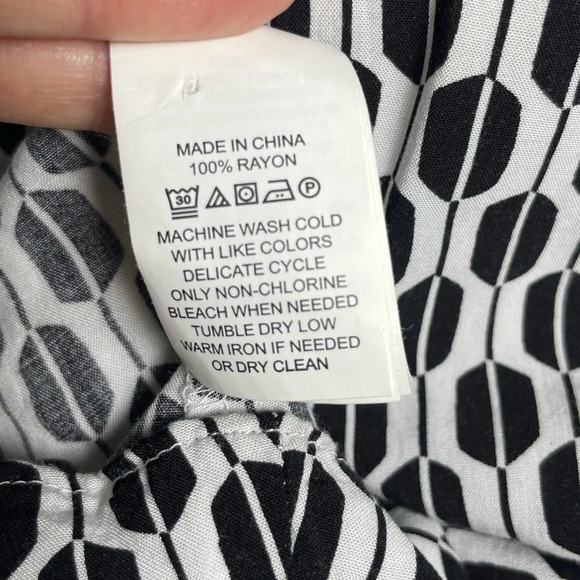 MADE IN CHINA
100% RAYON
30 P
MACHINE WASH COLD
WITH LIKE COLORS
DELICATE CYCLE
ONLY NON-CHLORINE
BLEACH WHEN NEEDED
TUMBLE DRY LOW
WARM IRON IF NEEDED
OR DRY CLEAN